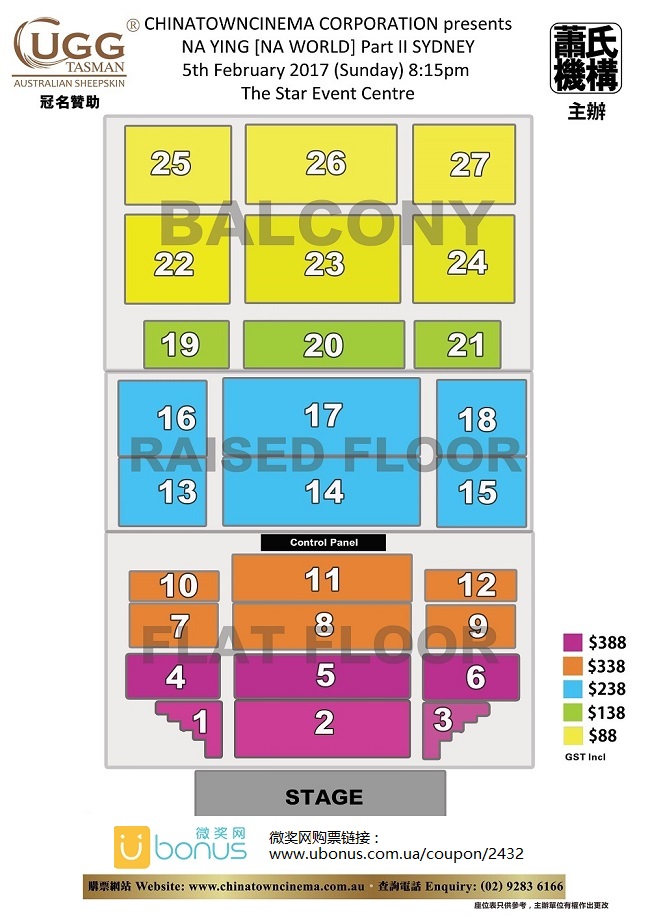 UGG®
TASMAN
AUSTRALIAN SHEEPSKIN
冠名贊助
CHINATOWNCINEMA CORPORATION presents
NA YING [NA WORLD] Part II SYDNEY
5th February 2017 (Sunday) 8:15pm
The Star Event Centre
蕭氏
機構
主辦
25 26 27
BALCONY
22 23 24
19 20 21
16 17 18
RAISED FLOOR
13 14 15
Control Panel
10 11 12
7 8 9
FLAT FLOOR
4 5 6
1 2 3
$388
$338
$238
$138
$88
GST Incl
STAGE
微奖网
bonus
微奖网购票链接：
www.ubonus.com.ua/coupon/2432
購票網站 Website: www.chinatowncinema.com.au · 查詢電話 Enquiry: (02) 9283 6166
座位表只供參考，主辦單位有權作出更改